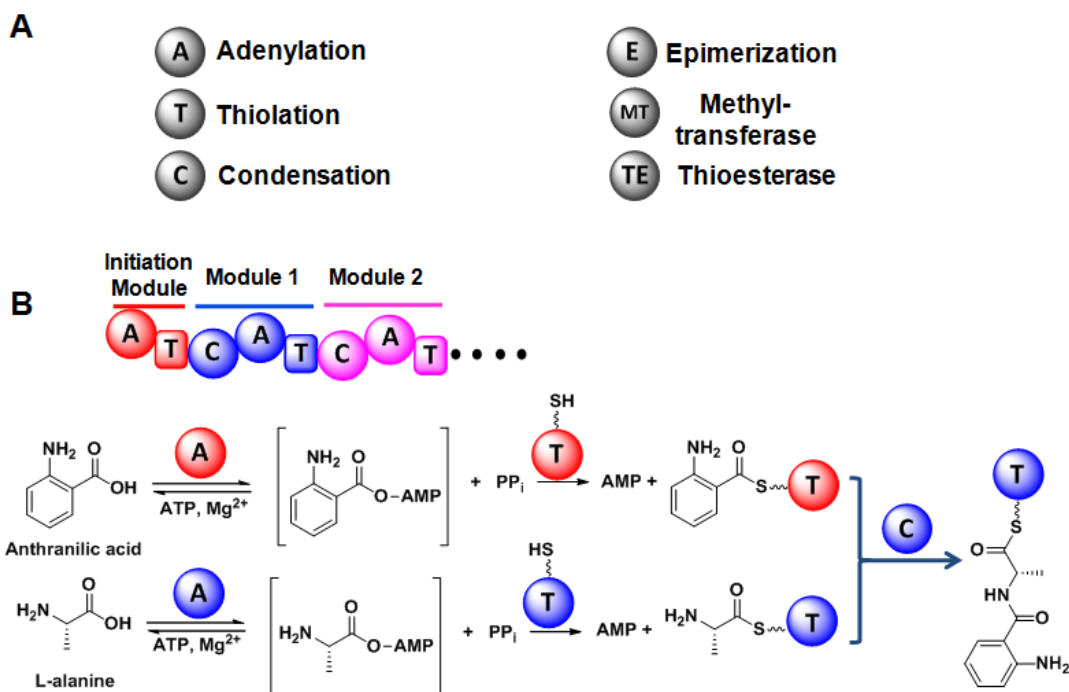 A
A Adenylation
E Epimerization
T Thiolation
MT Methyl-
transferase
C Condensation
TE Thioesterase
B
Initiation
Module
Module 1
Module 2
A T C A T C A T
NH₂ O OH
A
ATP, Mg²⁺
NH₂ O O-AMP
+ PPᵢ
SH
T
AMP +
NH₂ O S T
Anthranilic acid
H₂N O OH
A
ATP, Mg²⁺
H₂N O O-AMP
+ PPᵢ
HS
T
AMP +
H₂N O S T
L-alanine
C
T
S
O
HN
O
NH₂